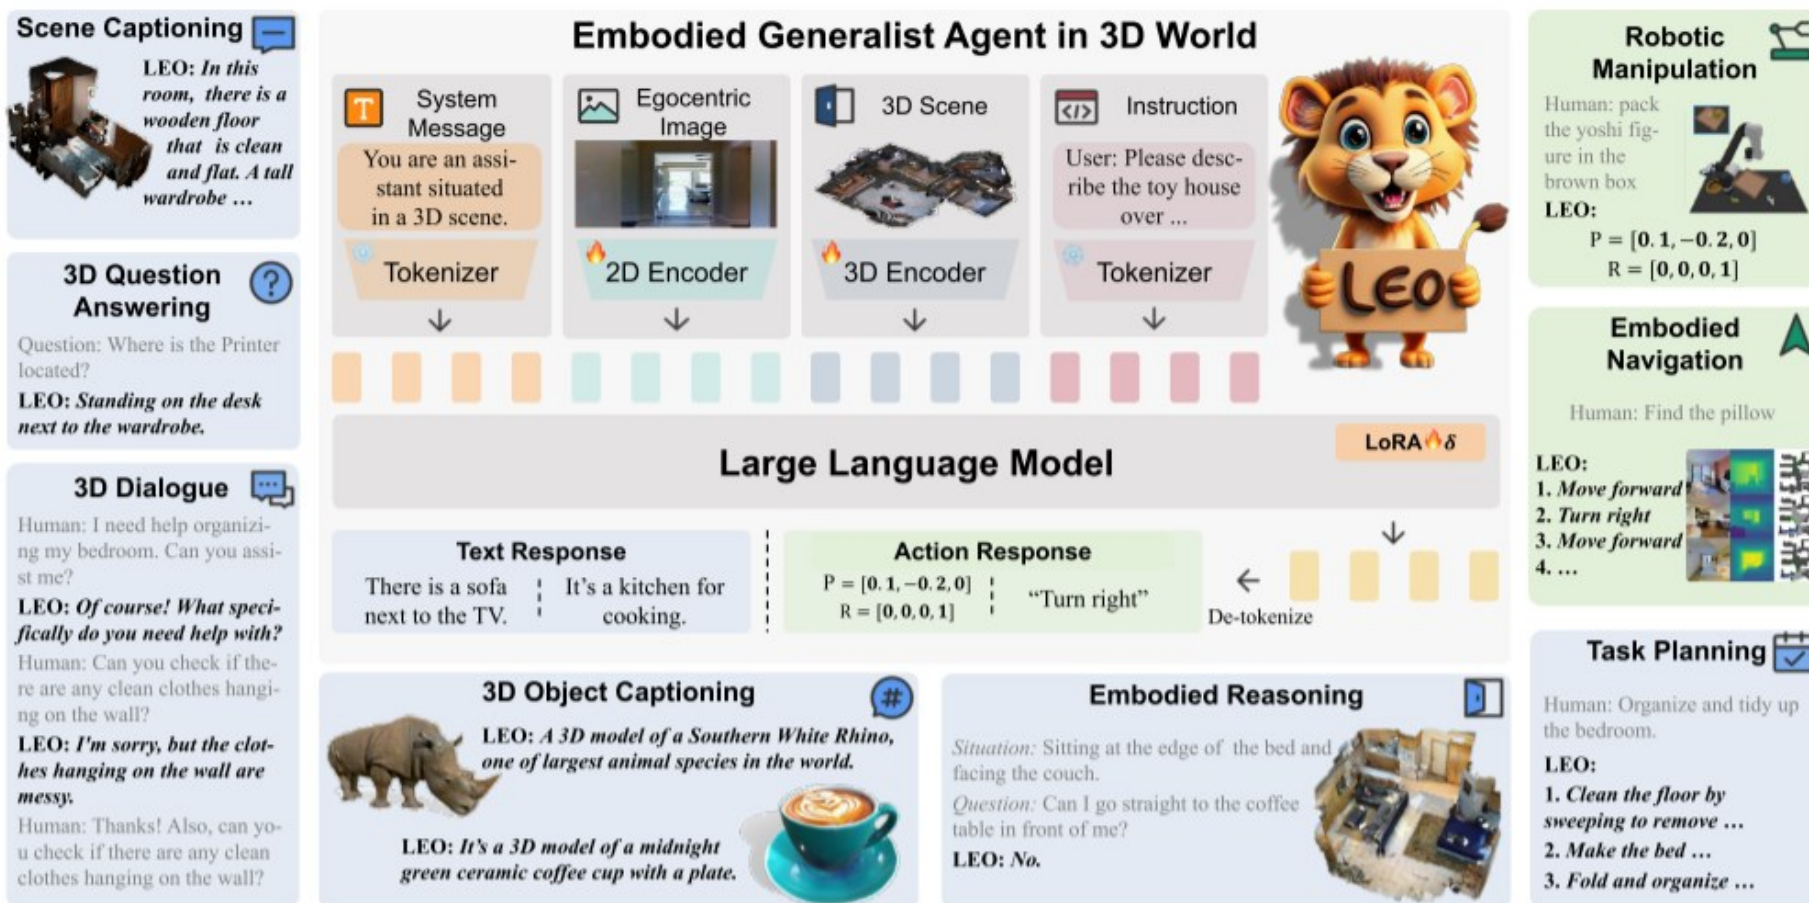 Scene Captioning
LEO: In this
room, there is a
wooden floor
that is clean
and flat. A tall
wardrobe ...
3D Question
Answering
Question: Where is the Printer
located?
LEO: Standing on the desk
next to the wardrobe.
3D Dialogue
Human: I need help organizi-
ng my bedroom. Can you assi-
st me?
LEO: Of course! What speci-
fically do you need help with?
Human: Can you check if the-
re are any clean clothes hangi-
ng on the wall?
LEO: I'm sorry, but the clot-
hes hanging on the wall are
messy.
Human: Thanks! Also, can yo-
u check if there are any clean
clothes hanging on the wall?
Embodied Generalist Agent in 3D World
T
System
Message
You are an assi-
stant situated
in a 3D scene.
Tokenizer
Egocentric
Image
2D Encoder
3D Scene
3D Encoder
</>
Instruction
User: Please desc-
ribe the toy house
over ...
Tokenizer
LEO
Large Language Model
LoRA δ
Text Response
There is a sofa
next to the TV.
It's a kitchen for
cooking.
Action Response
P = [0.1, −0.2, 0]
R = [0, 0, 0, 1]
“Turn right”
De-tokenize
3D Object Captioning
#
LEO: A 3D model of a Southern White Rhino,
one of largest animal species in the world.
LEO: It's a 3D model of a midnight
green ceramic coffee cup with a plate.
Embodied Reasoning
Situation: Sitting at the edge of the bed and
facing the couch.
Question: Can I go straight to the coffee
table in front of me?
LEO: No.
Robotic
Manipulation
Human: pack
the yoshi fig-
ure in the
brown box
LEO:
P = [0.1, −0.2, 0]
R = [0, 0, 0, 1]
Embodied
Navigation
Human: Find the pillow
LEO:
1. Move forward
2. Turn right
3. Move forward
4. ...
Task Planning
Human: Organize and tidy up
the bedroom.
LEO:
1. Clean the floor by
sweeping to remove ...
2. Make the bed ...
3. Fold and organize ...